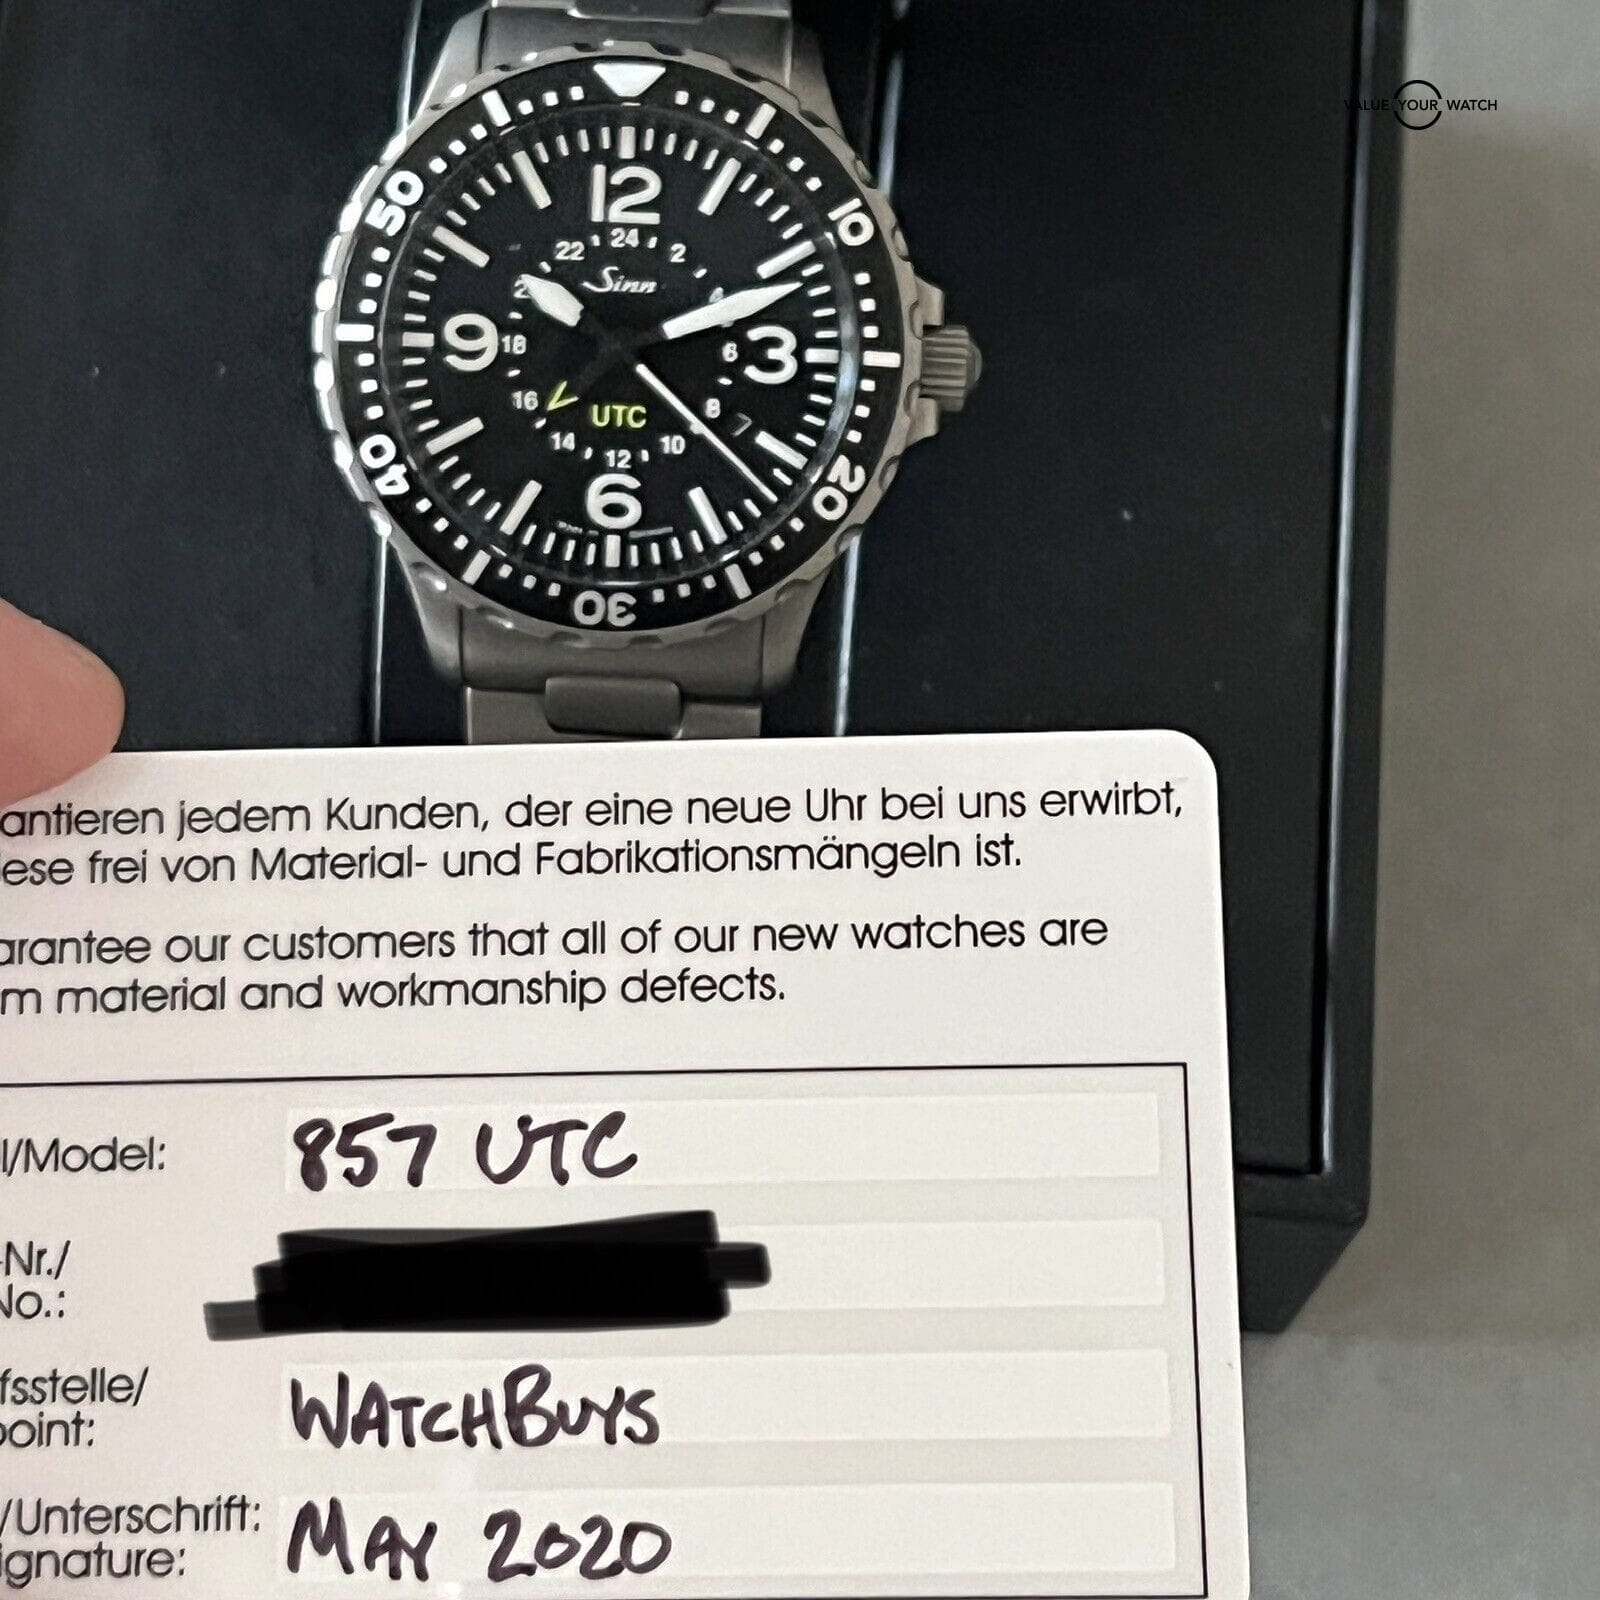 VALUE YOUR WATCH
12
24
22
2
50
10
Sinn
9
18
6
3
16
UTC
8
7
14
12
10
40
6
20
30
antieren jedem Kunden, der eine neue Uhr bei uns erwirbt,
iese frei von Material- und Fabrikationsmängeln ist.
arantee our customers that all of our new watches are
m material and workmanship defects.
l/Model: 857 UTC
-Nr./
No.:
fsstelle/
point: WATCHBUYS
/Unterschrift:
ignature: MAY 2020